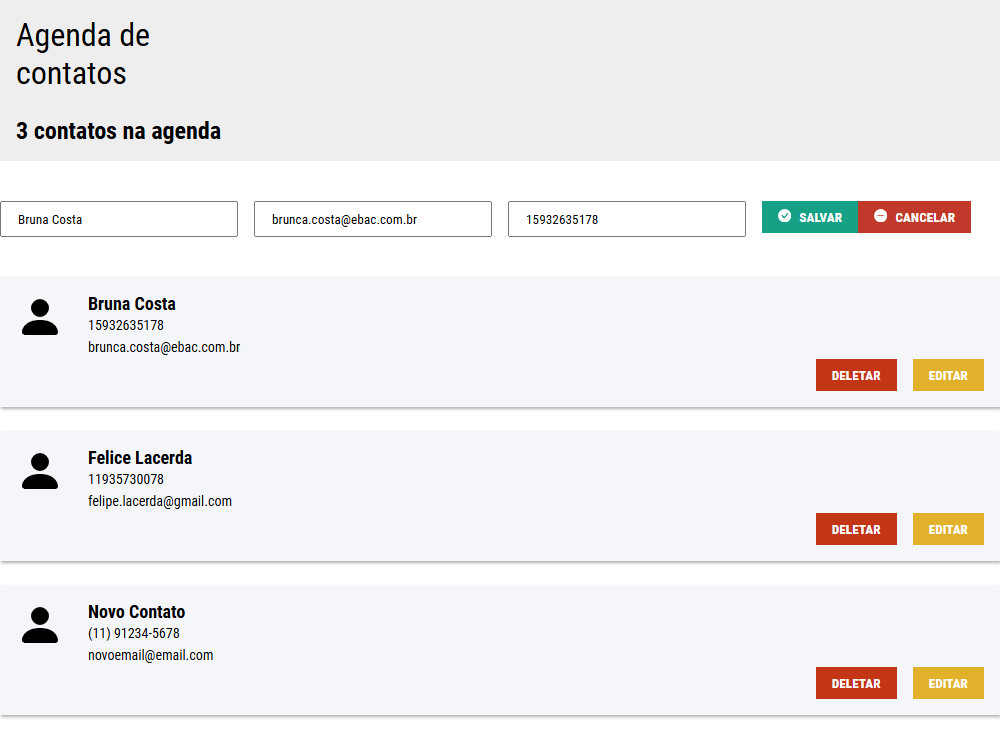 Agenda de
contatos
3 contatos na agenda
Bruna Costa brunca.costa@ebac.com.br 15932635178 SALVAR CANCELAR
Bruna Costa
15932635178
brunca.costa@ebac.com.br
DELETAR EDITAR
Felice Lacerda
11935730078
felipe.lacerda@gmail.com
DELETAR EDITAR
Novo Contato
(11) 91234-5678
novoemail@email.com
DELETAR EDITAR